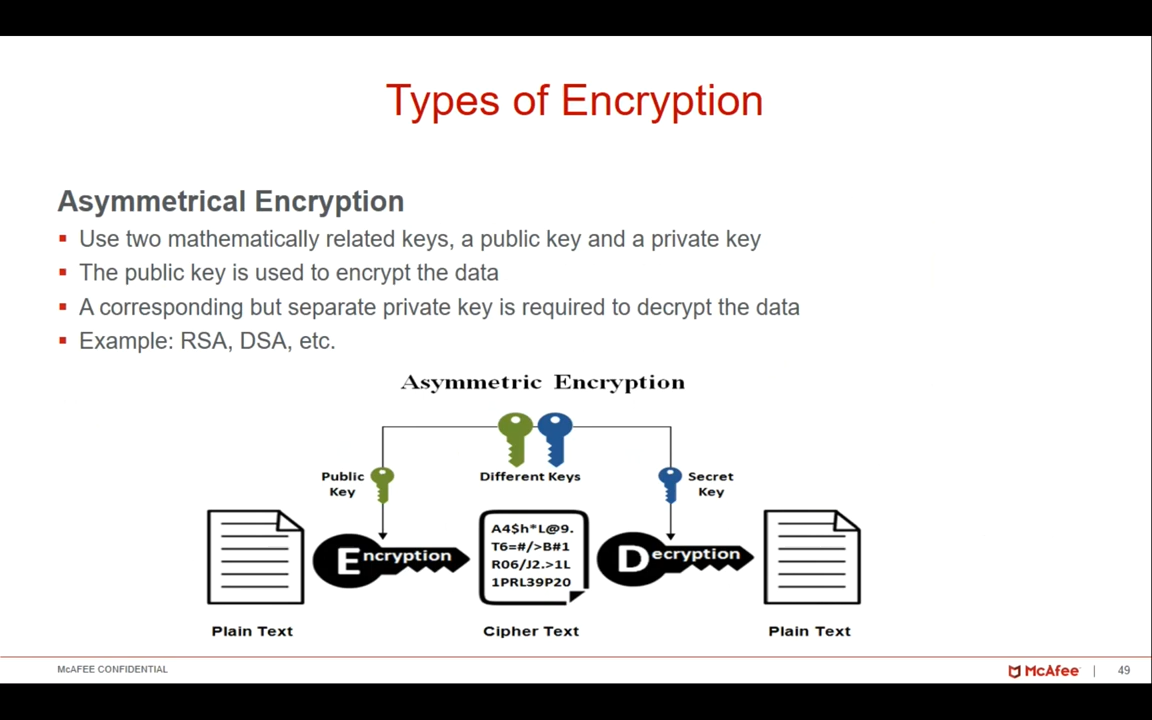 Types of Encryption
Asymmetrical Encryption
Use two mathematically related keys, a public key and a private key
The public key is used to encrypt the data
A corresponding but separate private key is required to decrypt the data
Example: RSA, DSA, etc.
Asymmetric Encryption
Public
Key
Different Keys
Secret
Key
Encryption
A4$h*L@9.
T6=#/>B#1
R06/J2.>1L
1PRL39P20
Decryption
Plain Text
Cipher Text
Plain Text
McAFEE CONFIDENTIAL
McAfee | 49